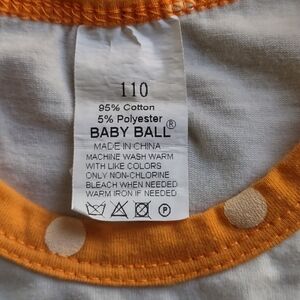 110
95% Cotton
5% Polyester
BABY BALL®
MADE IN CHINA
MACHINE WASH WARM
WITH LIKE COLORS
ONLY NON-CHLORINE
BLEACH WHEN NEEDED
WARM IRON IF NEEDED
P